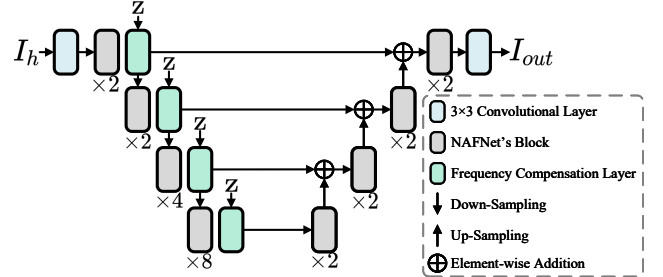 z
I_h
I_out
×2
×2
z
×2
×2
z
×4
×2
z
×8
×2
3×3 Convolutional Layer
NAFNet's Block
Frequency Compensation Layer
Down-Sampling
Up-Sampling
Element-wise Addition